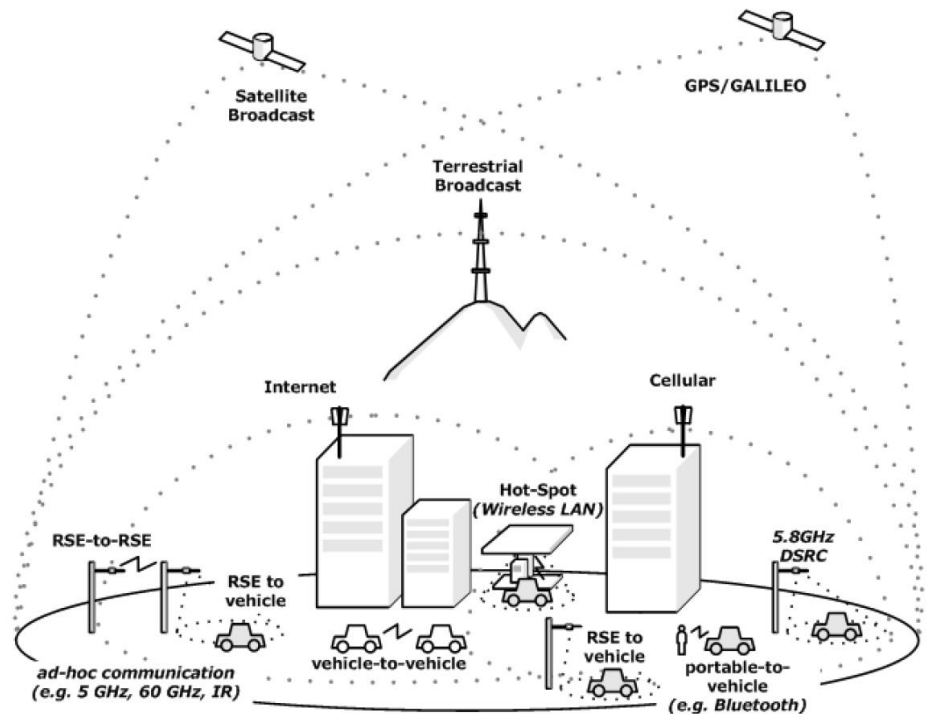 Satellite
Broadcast
GPS/GALILEO
Terrestrial
Broadcast
Internet
Cellular
Hot-Spot
(Wireless LAN)
RSE-to-RSE
5.8GHz
DSRC
RSE to
vehicle
vehicle-to-vehicle
RSE to
vehicle
portable-to-
vehicle
(e.g. Bluetooth)
ad-hoc communication
(e.g. 5 GHz, 60 GHz, IR)